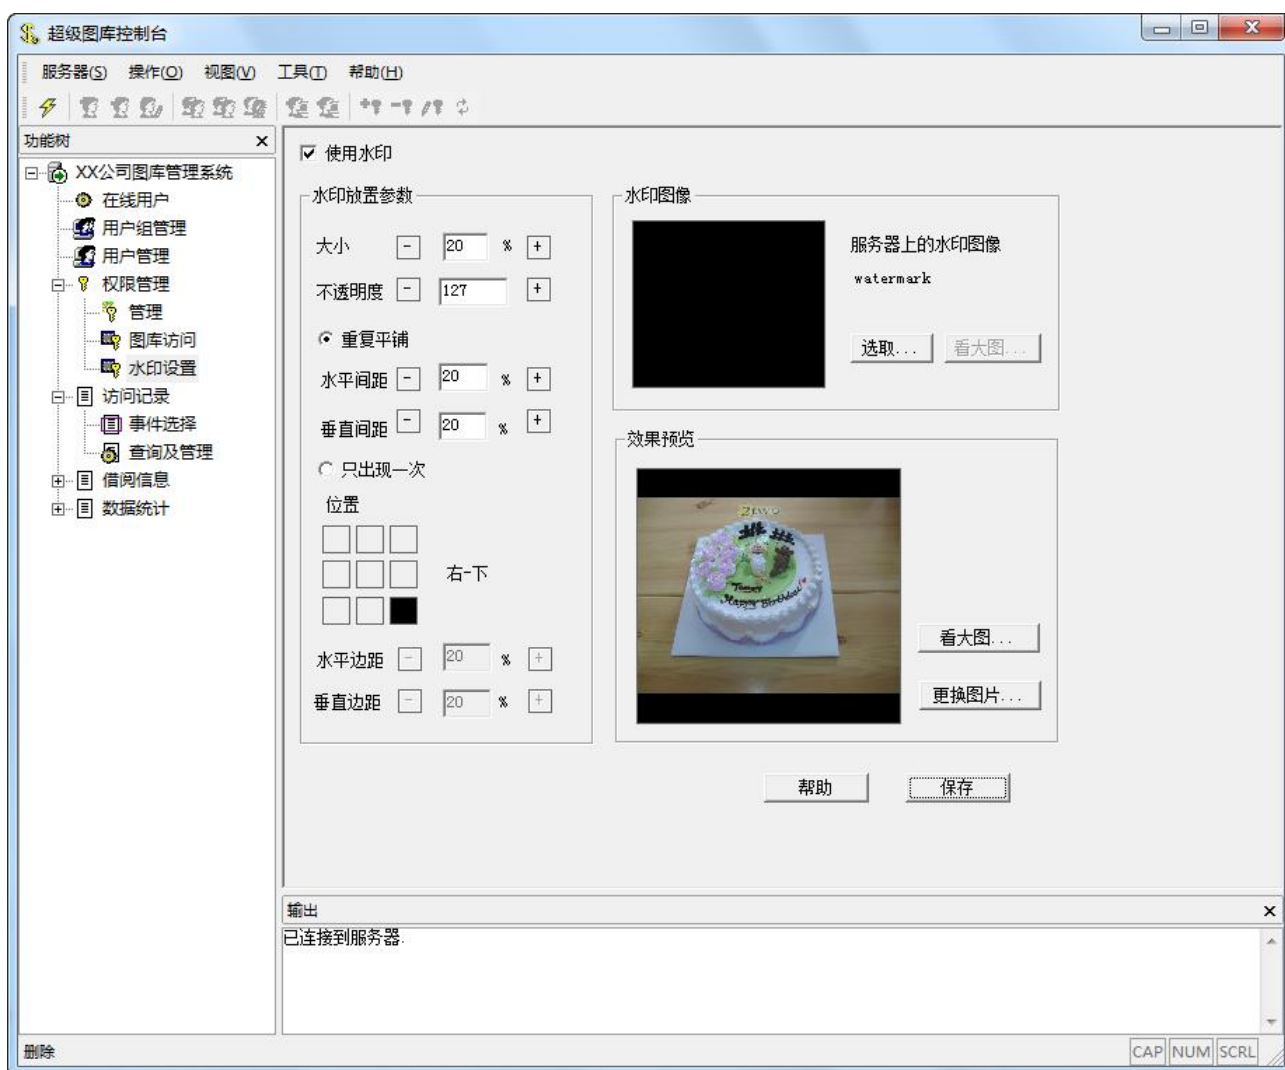 超级图库控制台
服务器(S) 操作(O) 视图(V) 工具(T) 帮助(H)
功能树
XX公司图库管理系统
在线用户
用户组管理
用户管理
权限管理
管理
图库访问
水印设置
访问记录
事件选择
查询及管理
借阅信息
数据统计
使用水印
水印放置参数
大小 - 20 % +
不透明度 - 127 +
重复平铺
水平间距 - 20 % +
垂直间距 - 20 % +
只出现一次
位置
右-下
水平边距 - 20 % +
垂直边距 - 20 % +
水印图像
服务器上的水印图像
watermark
选取... 看大图...
效果预览
Happy Birthday!
看大图...
更换图片...
帮助 保存
输出
已连接到服务器.
删除
CAP NUM SCRL